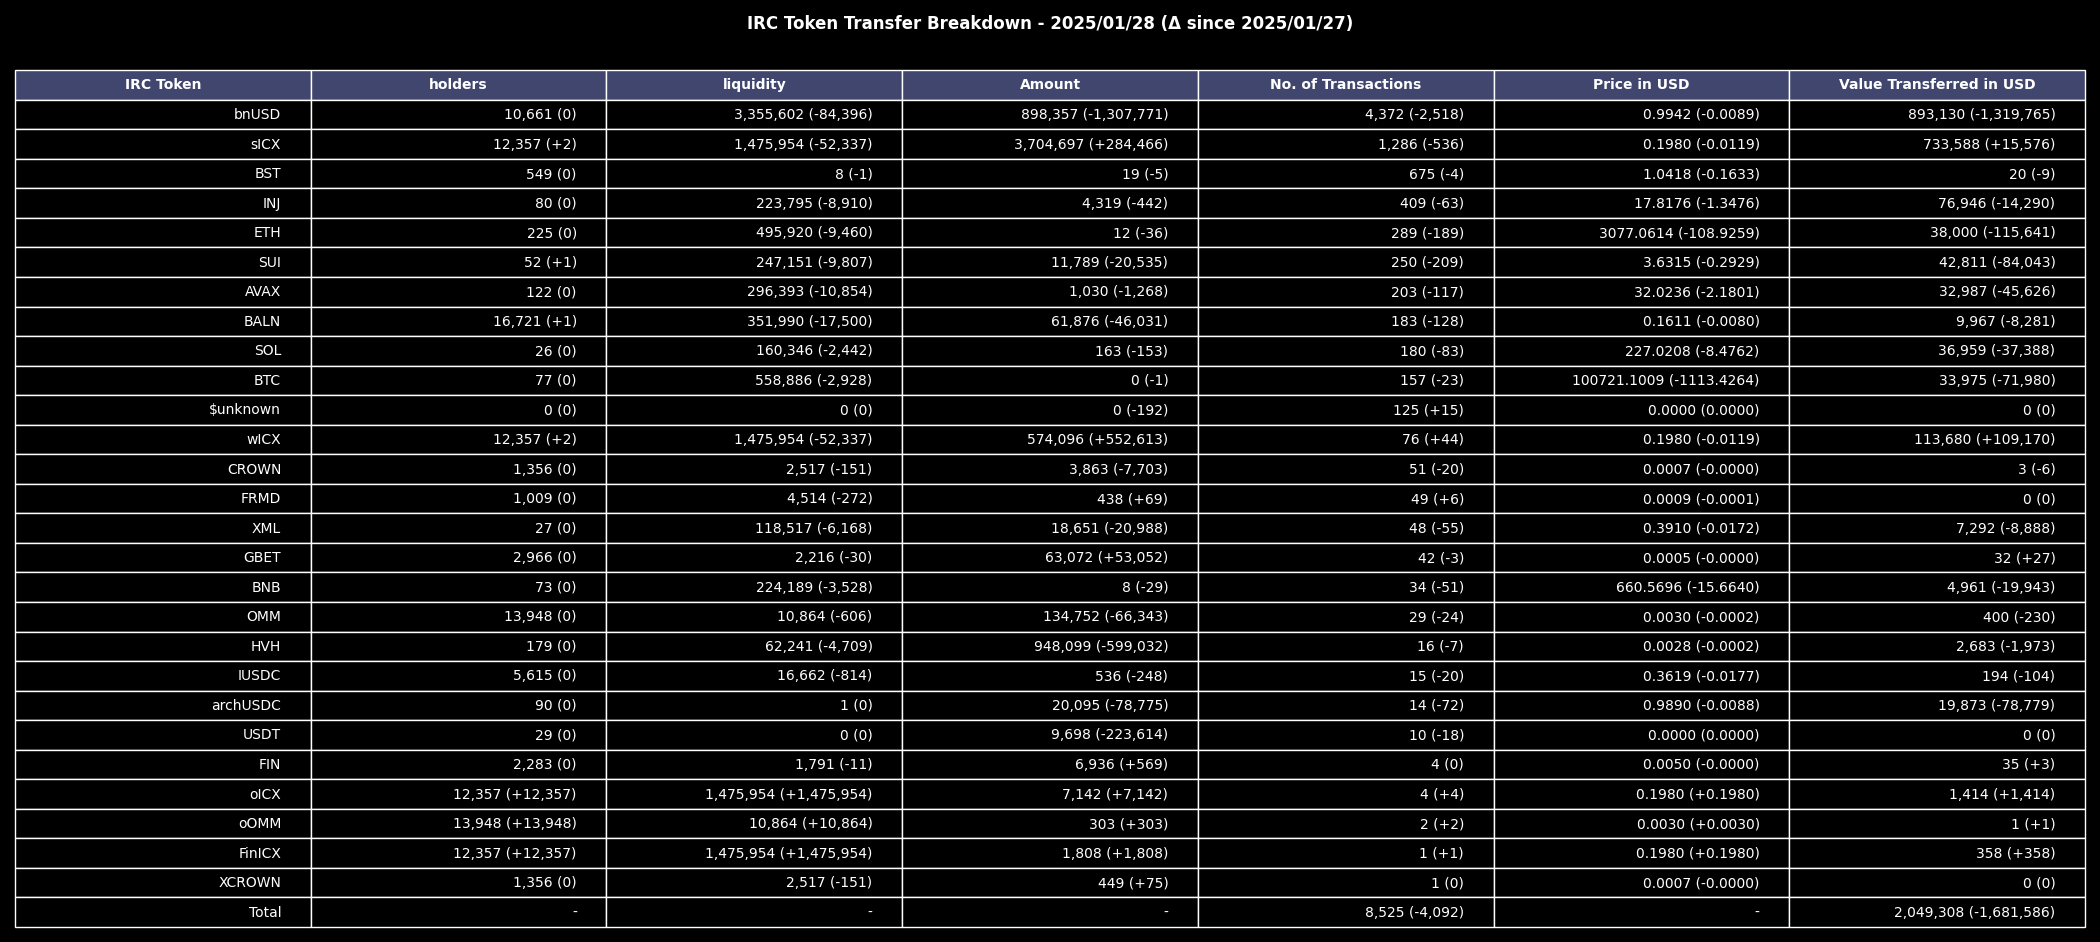 IRC Token Transfer Breakdown - 2025/01/28 (Δ since 2025/01/27)
IRC Token holders liquidity Amount No. of Transactions Price in USD Value Transferred in USD
bnUSD 10,661 (0) 3,355,602 (-84,396) 898,357 (-1,307,771) 4,372 (-2,518) 0.9942 (-0.0089) 893,130 (-1,319,765)
sICX 12,357 (+2) 1,475,954 (-52,337) 3,704,697 (+284,466) 1,286 (-536) 0.1980 (-0.0119) 733,588 (+15,576)
BST 549 (0) 8 (-1) 19 (-5) 675 (-4) 1.0418 (-0.1633) 20 (-9)
INJ 80 (0) 223,795 (-8,910) 4,319 (-442) 409 (-63) 17.8176 (-1.3476) 76,946 (-14,290)
ETH 225 (0) 495,920 (-9,460) 12 (-36) 289 (-189) 3077.0614 (-108.9259) 38,000 (-115,641)
SUI 52 (+1) 247,151 (-9,807) 11,789 (-20,535) 250 (-209) 3.6315 (-0.2929) 42,811 (-84,043)
AVAX 122 (0) 296,393 (-10,854) 1,030 (-1,268) 203 (-117) 32.0236 (-2.1801) 32,987 (-45,626)
BALN 16,721 (+1) 351,990 (-17,500) 61,876 (-46,031) 183 (-128) 0.1611 (-0.0080) 9,967 (-8,281)
SOL 26 (0) 160,346 (-2,442) 163 (-153) 180 (-83) 227.0208 (-8.4762) 36,959 (-37,388)
BTC 77 (0) 558,886 (-2,928) 0 (-1) 157 (-23) 100721.1009 (-1113.4264) 33,975 (-71,980)
$unknown 0 (0) 0 (0) 0 (-192) 125 (+15) 0.0000 (0.0000) 0 (0)
wICX 12,357 (+2) 1,475,954 (-52,337) 574,096 (+552,613) 76 (+44) 0.1980 (-0.0119) 113,680 (+109,170)
CROWN 1,356 (0) 2,517 (-151) 3,863 (-7,703) 51 (-20) 0.0007 (-0.0000) 3 (-6)
FRMD 1,009 (0) 4,514 (-272) 438 (+69) 49 (+6) 0.0009 (-0.0001) 0 (0)
XML 27 (0) 118,517 (-6,168) 18,651 (-20,988) 48 (-55) 0.3910 (-0.0172) 7,292 (-8,888)
GBET 2,966 (0) 2,216 (-30) 63,072 (+53,052) 42 (-3) 0.0005 (-0.0000) 32 (+27)
BNB 73 (0) 224,189 (-3,528) 8 (-29) 34 (-51) 660.5696 (-15.6640) 4,961 (-19,943)
OMM 13,948 (0) 10,864 (-606) 134,752 (-66,343) 29 (-24) 0.0030 (-0.0002) 400 (-230)
HVH 179 (0) 62,241 (-4,709) 948,099 (-599,032) 16 (-7) 0.0028 (-0.0002) 2,683 (-1,973)
IUSDC 5,615 (0) 16,662 (-814) 536 (-248) 15 (-20) 0.3619 (-0.0177) 194 (-104)
archUSDC 90 (0) 1 (0) 20,095 (-78,775) 14 (-72) 0.9890 (-0.0088) 19,873 (-78,779)
USDT 29 (0) 0 (0) 9,698 (-223,614) 10 (-18) 0.0000 (0.0000) 0 (0)
FIN 2,283 (0) 1,791 (-11) 6,936 (+569) 4 (0) 0.0050 (-0.0000) 35 (+3)
oICX 12,357 (+12,357) 1,475,954 (+1,475,954) 7,142 (+7,142) 4 (+4) 0.1980 (+0.1980) 1,414 (+1,414)
oOMM 13,948 (+13,948) 10,864 (+10,864) 303 (+303) 2 (+2) 0.0030 (+0.0030) 1 (+1)
FinICX 12,357 (+12,357) 1,475,954 (+1,475,954) 1,808 (+1,808) 1 (+1) 0.1980 (+0.1980) 358 (+358)
XCROWN 1,356 (0) 2,517 (-151) 449 (+75) 1 (0) 0.0007 (-0.0000) 0 (0)
Total - - - 8,525 (-4,092) - 2,049,308 (-1,681,586)